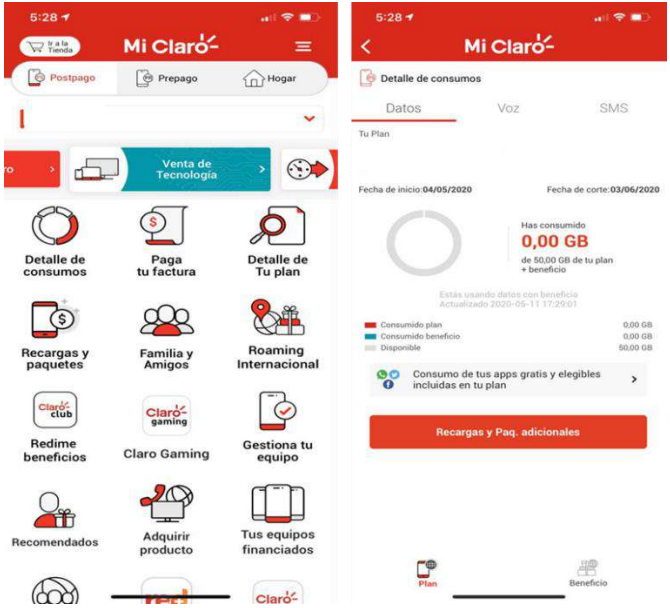 5:28
Ir a la
Tienda
Mi Claro
Postpago
Prepago
Hogar
ro
Venta de
Tecnología
Detalle de
consumos
Paga
tu factura
Detalle de
Tu plan
Recargas y
paquetes
Familia y
Amigos
Roaming
Internacional
Claro
club
Redime
beneficios
Claro
gaming
Claro Gaming
Gestiona tu
equipo
Recomendados
Adquirir
producto
Tus equipos
financiados
red
Claro
5:28
Mi Claro
Detalle de consumos
Datos
Voz
SMS
Tu Plan
Fecha de inicio:04/05/2020
Fecha de corte:03/06/2020
Has consumido
0,00 GB
de 50,00 GB de tu plan
+ beneficio
Estás usando datos con beneficio
Actualizado 2020-05-11 17:29:01
Consumido plan 0,00 GB
Consumido beneficio 0,00 GB
Disponible 50,00 GB
Consumo de tus apps gratis y elegibles
incluidas en tu plan
Recargas y Paq. adicionales
Plan
Beneficio